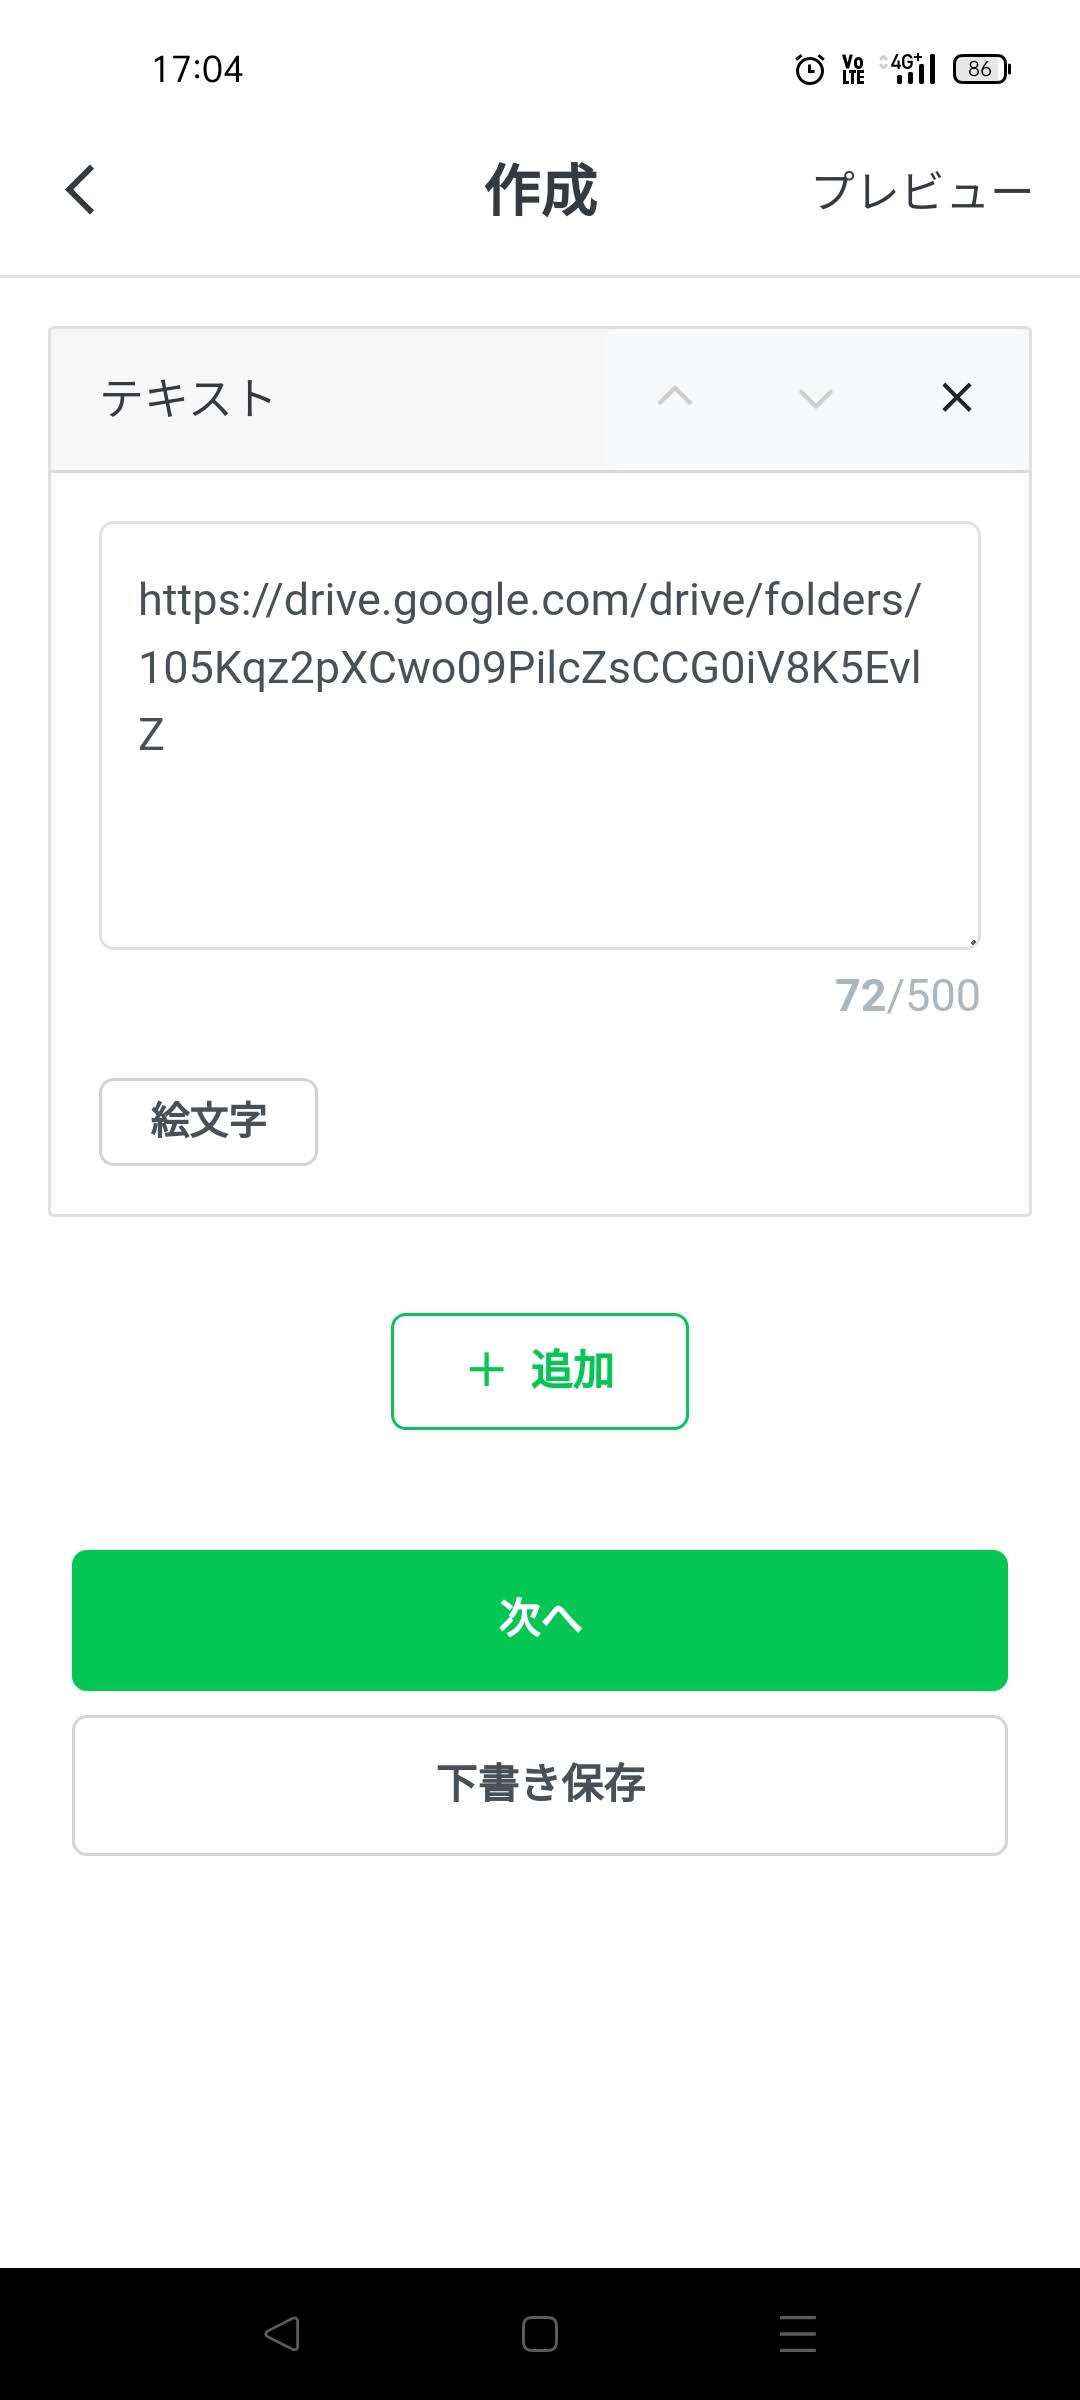 17:04
Vo LTE 4G+ 86
作成 プレビュー
テキスト
https://drive.google.com/drive/folders/
105Kqz2pXCwo09PilcZsCCG0iV8K5Evl
Z
72/500
絵文字
+ 追加
次へ
下書き保存